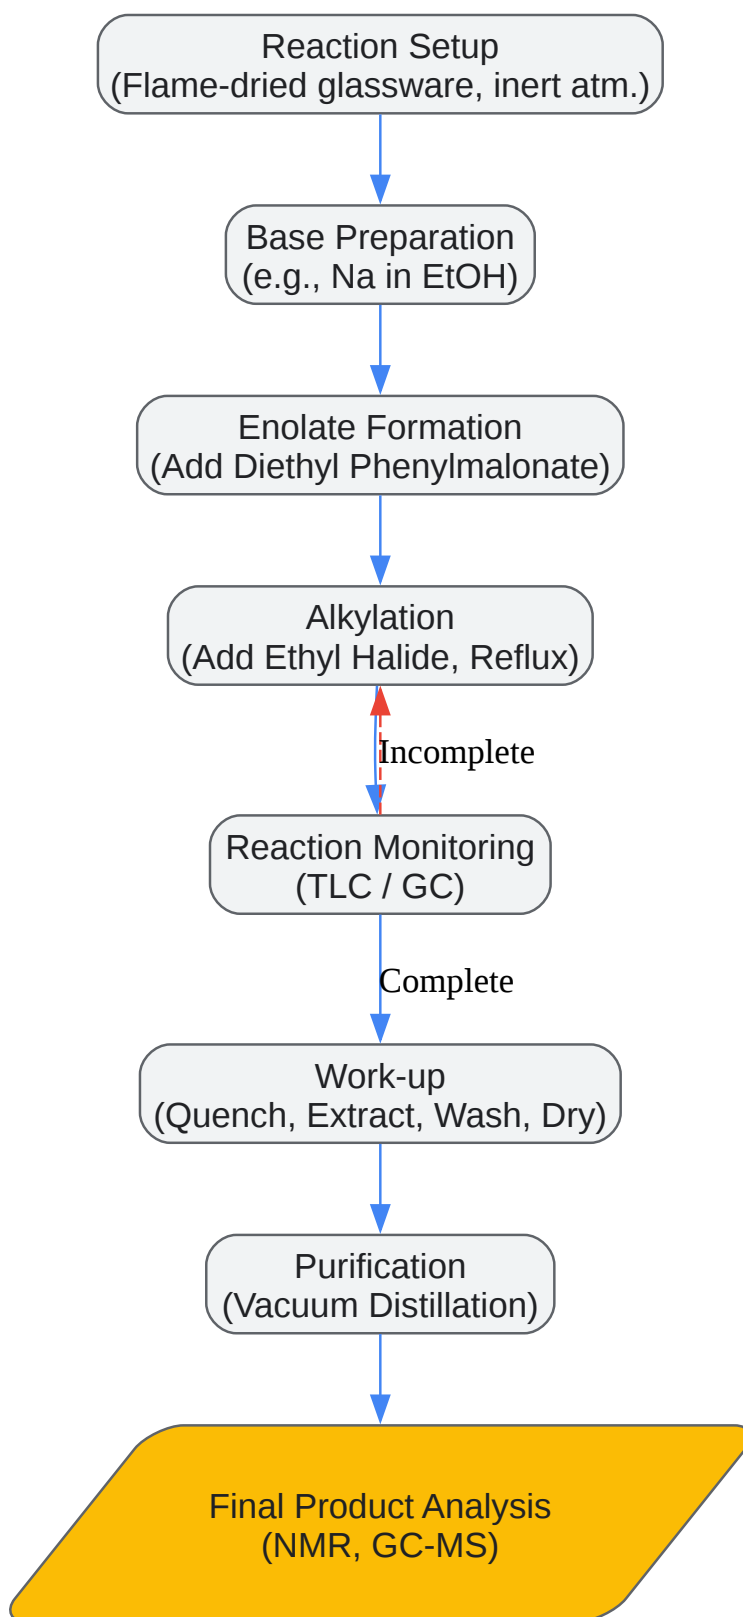 Reaction Setup
(Flame-dried glassware, inert atm.)
Base Preparation
(e.g., Na in EtOH)
Enolate Formation
(Add Diethyl Phenylmalonate)
Alkylation
(Add Ethyl Halide, Reflux)
Incomplete
Reaction Monitoring
(TLC / GC)
Complete
Work-up
(Quench, Extract, Wash, Dry)
Purification
(Vacuum Distillation)
Final Product Analysis
(NMR, GC-MS)